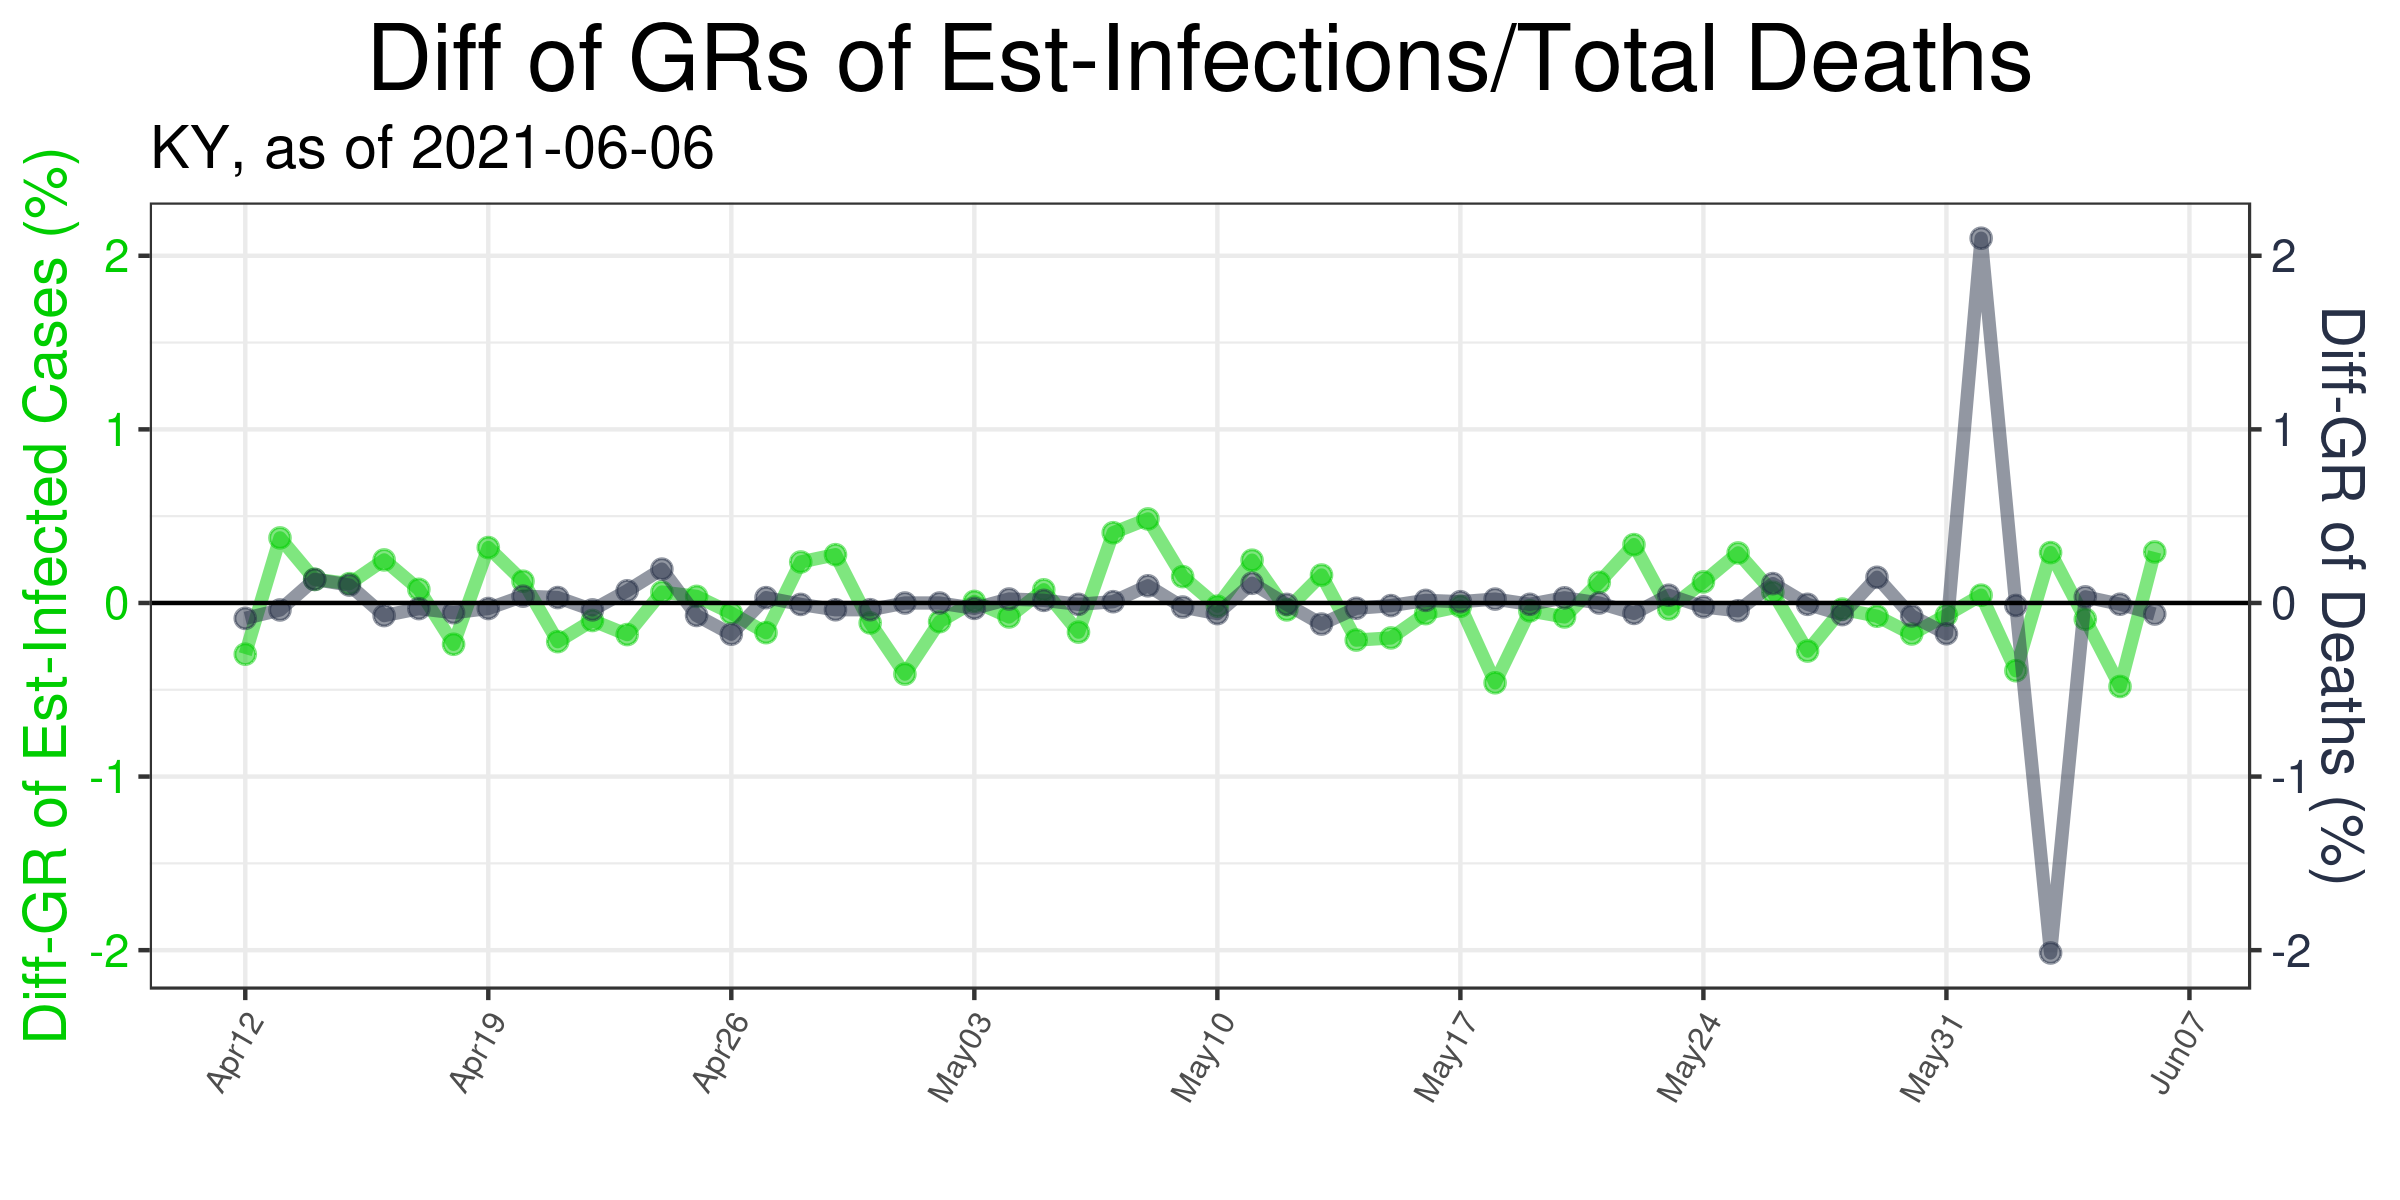 Diff of GRs of Est-Infections/Total Deaths
KY, as of 2021-06-06
Diff-GR of Est-Infected Cases (%)
2
1
0
-1
-2
2
1
0
-1
-2
Diff-GR of Deaths (%)
Apr12
Apr19
Apr26
May03
May10
May17
May24
May31
Jun07